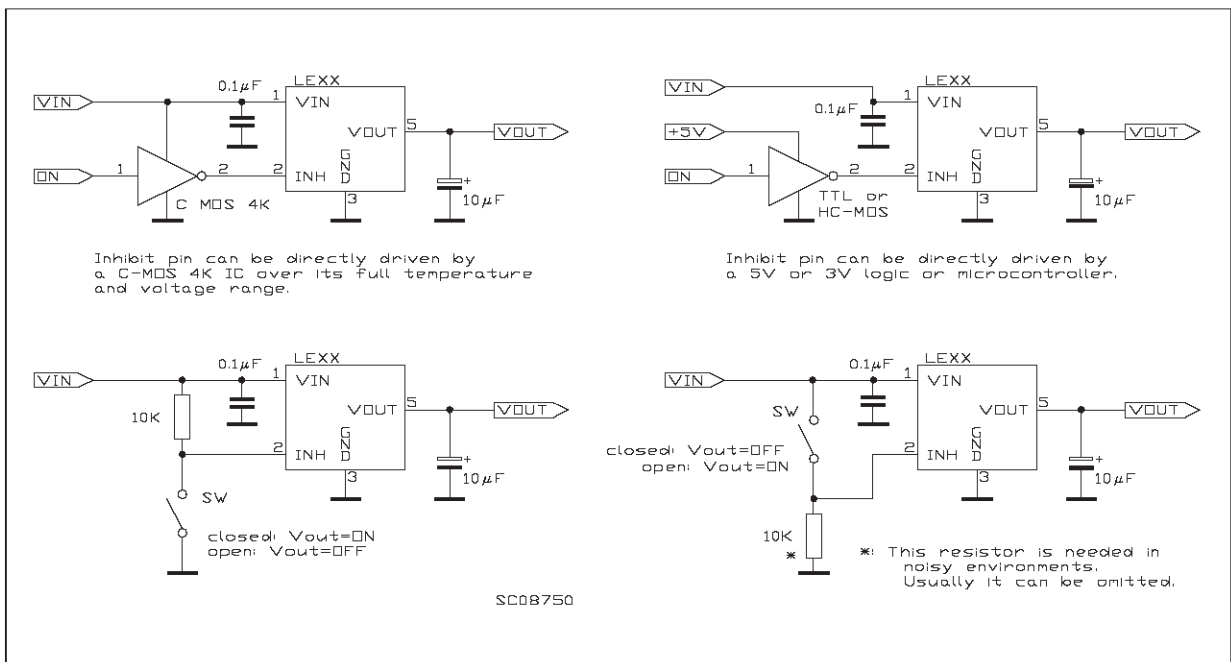 LEXX
VIN
0.1µF
1
VIN
VOUT
5
VOUT
ON
1
2
2
INH
GND
3
+
10µF
C MOS 4K
Inhibit pin can be directly driven by
a C-MOS 4K IC over its full temperature
and voltage range.
LEXX
VIN
0.1µF
1
VIN
+5V
VOUT
5
VOUT
ON
1
2
2
INH
GND
3
+
10µF
TTL or
HC-MOS
Inhibit pin can be directly driven by
a 5V or 3V logic or microcontroller.
LEXX
VIN
0.1µF
1
VIN
10K
VOUT
5
VOUT
2
INH
GND
3
+
10µF
SW
closed: Vout=ON
open: Vout=OFF
LEXX
VIN
0.1µF
1
VIN
SW
VOUT
5
VOUT
closed: Vout=OFF
open: Vout=ON
2
INH
GND
3
+
10µF
10K
*
*: This resistor is needed in
noisy environments.
Usually it can be omitted.
SC08750